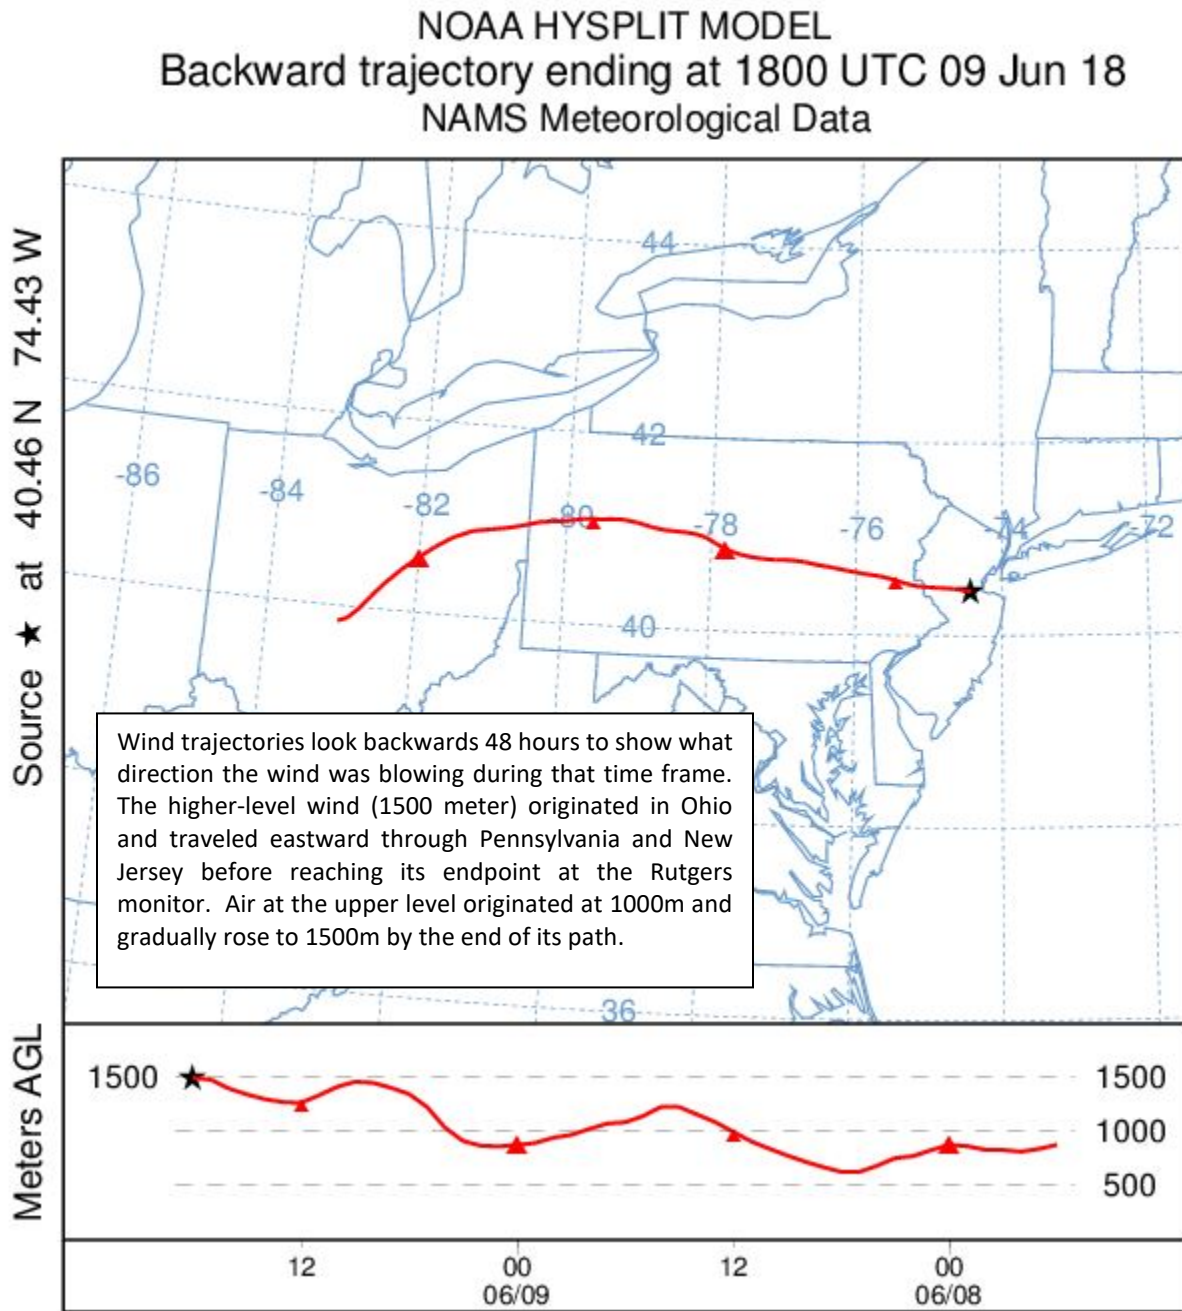 NOAA HYSPLIT MODEL
Backward trajectory ending at 1800 UTC 09 Jun 18
NAMS Meteorological Data
Source ★ at 40.46 N 74.43 W
44
42
-86
-84
-82
-80
-78
-76
-74
-72
40
Wind trajectories look backwards 48 hours to show what
direction the wind was blowing during that time frame.
The higher-level wind (1500 meter) originated in Ohio
and traveled eastward through Pennsylvania and New
Jersey before reaching its endpoint at the Rutgers
monitor. Air at the upper level originated at 1000m and
gradually rose to 1500m by the end of its path.
36
Meters AGL
1500
1500
1000
500
12
00
12
00
06/09
06/08